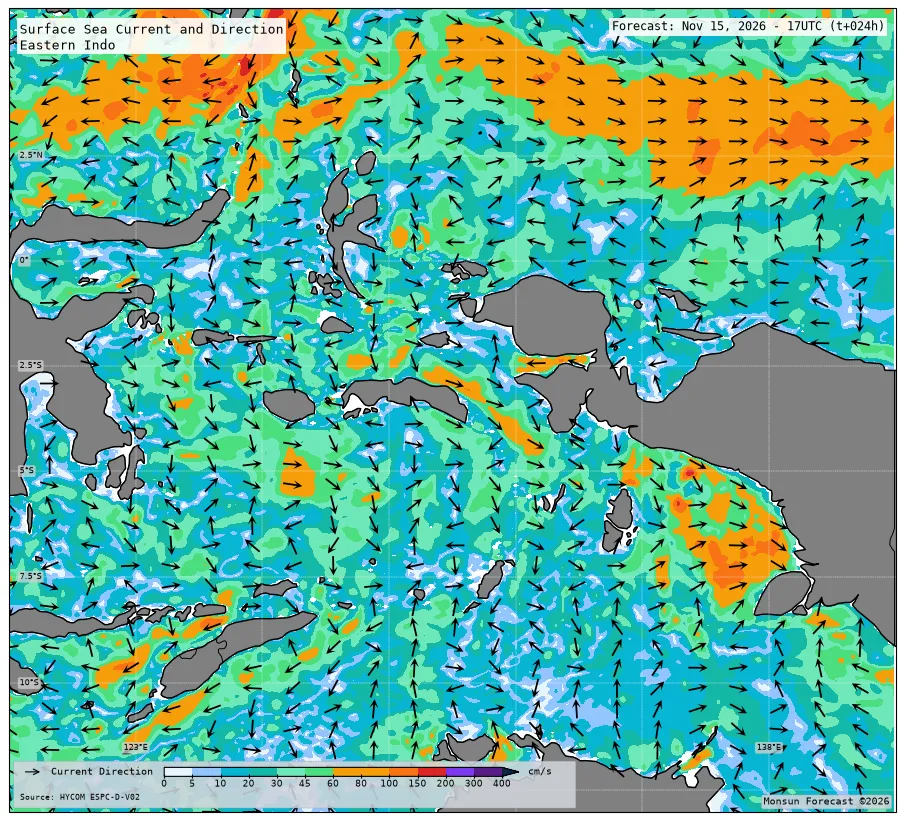 Surface Sea Current and Direction
Eastern Indo
Forecast: Nov 15, 2026 - 17UTC (t+024h)
2.5°N
0°
2.5°S
5°S
7.5°S
10°S
123°E
138°E
Current Direction
0 5 10 20 30 45 60 80 100 150 200 300 400
cm/s
Source: HYCOM ESPC-D-V02
Monsun Forecast ©2026